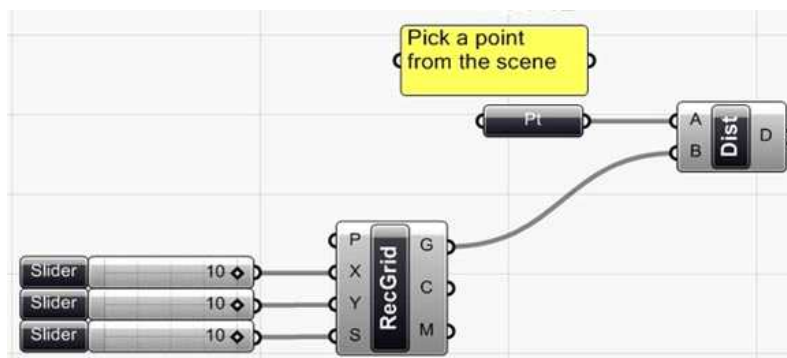 Pick a point
from the scene
Pt
A
B
Dist
D
P
X
Y
S
RecGrid
G
C
M
Slider 10
Slider 10
Slider 10